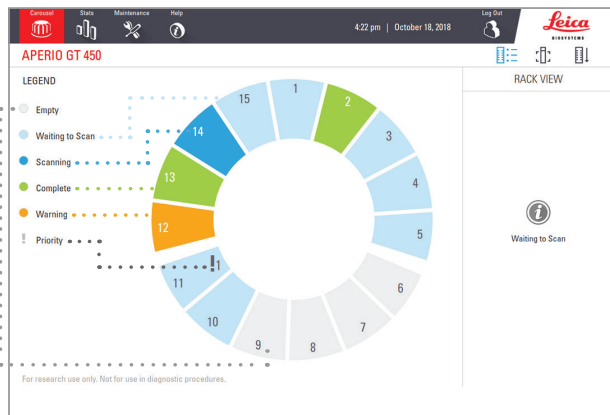 Carousel Stats Maintenance Help
4:22 pm | October 18, 2018
Log Out
Leica
BIOSYSTEMS
APERIO GT 450
LEGEND
Empty
Waiting to Scan
Scanning
Complete
Warning
! Priority
1
2
3
4
5
6
7
8
9
10
11
!1
12
13
14
15
RACK VIEW
Waiting to Scan
For research use only. Not for use in diagnostic procedures.